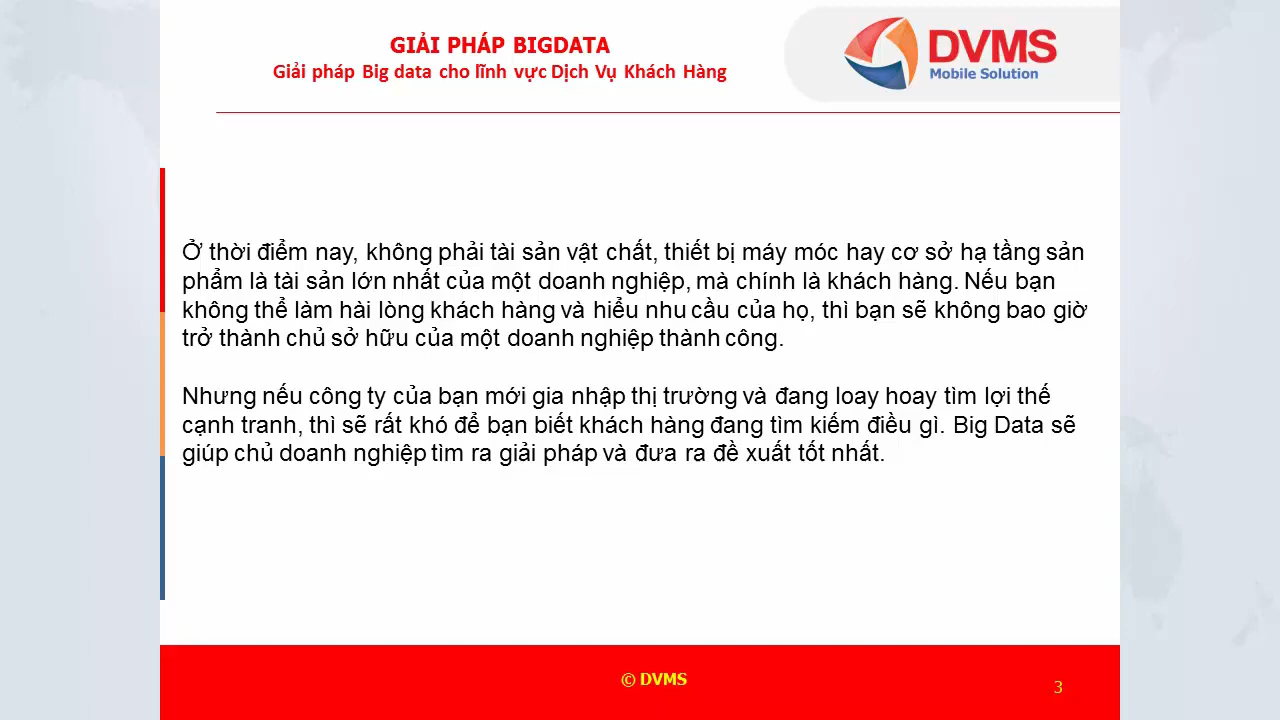 GIẢI PHÁP BIGDATA
Giải pháp Big data cho lĩnh vực Dịch Vụ Khách Hàng
DVMS
Mobile Solution
Ở thời điểm nay, không phải tài sản vật chất, thiết bị máy móc hay cơ sở hạ tầng sản
phẩm là tài sản lớn nhất của một doanh nghiệp, mà chính là khách hàng. Nếu bạn
không thể làm hài lòng khách hàng và hiểu nhu cầu của họ, thì bạn sẽ không bao giờ
trở thành chủ sở hữu của một doanh nghiệp thành công.
Nhưng nếu công ty của bạn mới gia nhập thị trường và đang loay hoay tìm lợi thế
cạnh tranh, thì sẽ rất khó để bạn biết khách hàng đang tìm kiếm điều gì. Big Data sẽ
giúp chủ doanh nghiệp tìm ra giải pháp và đưa ra đề xuất tốt nhất.
© DVMS
3